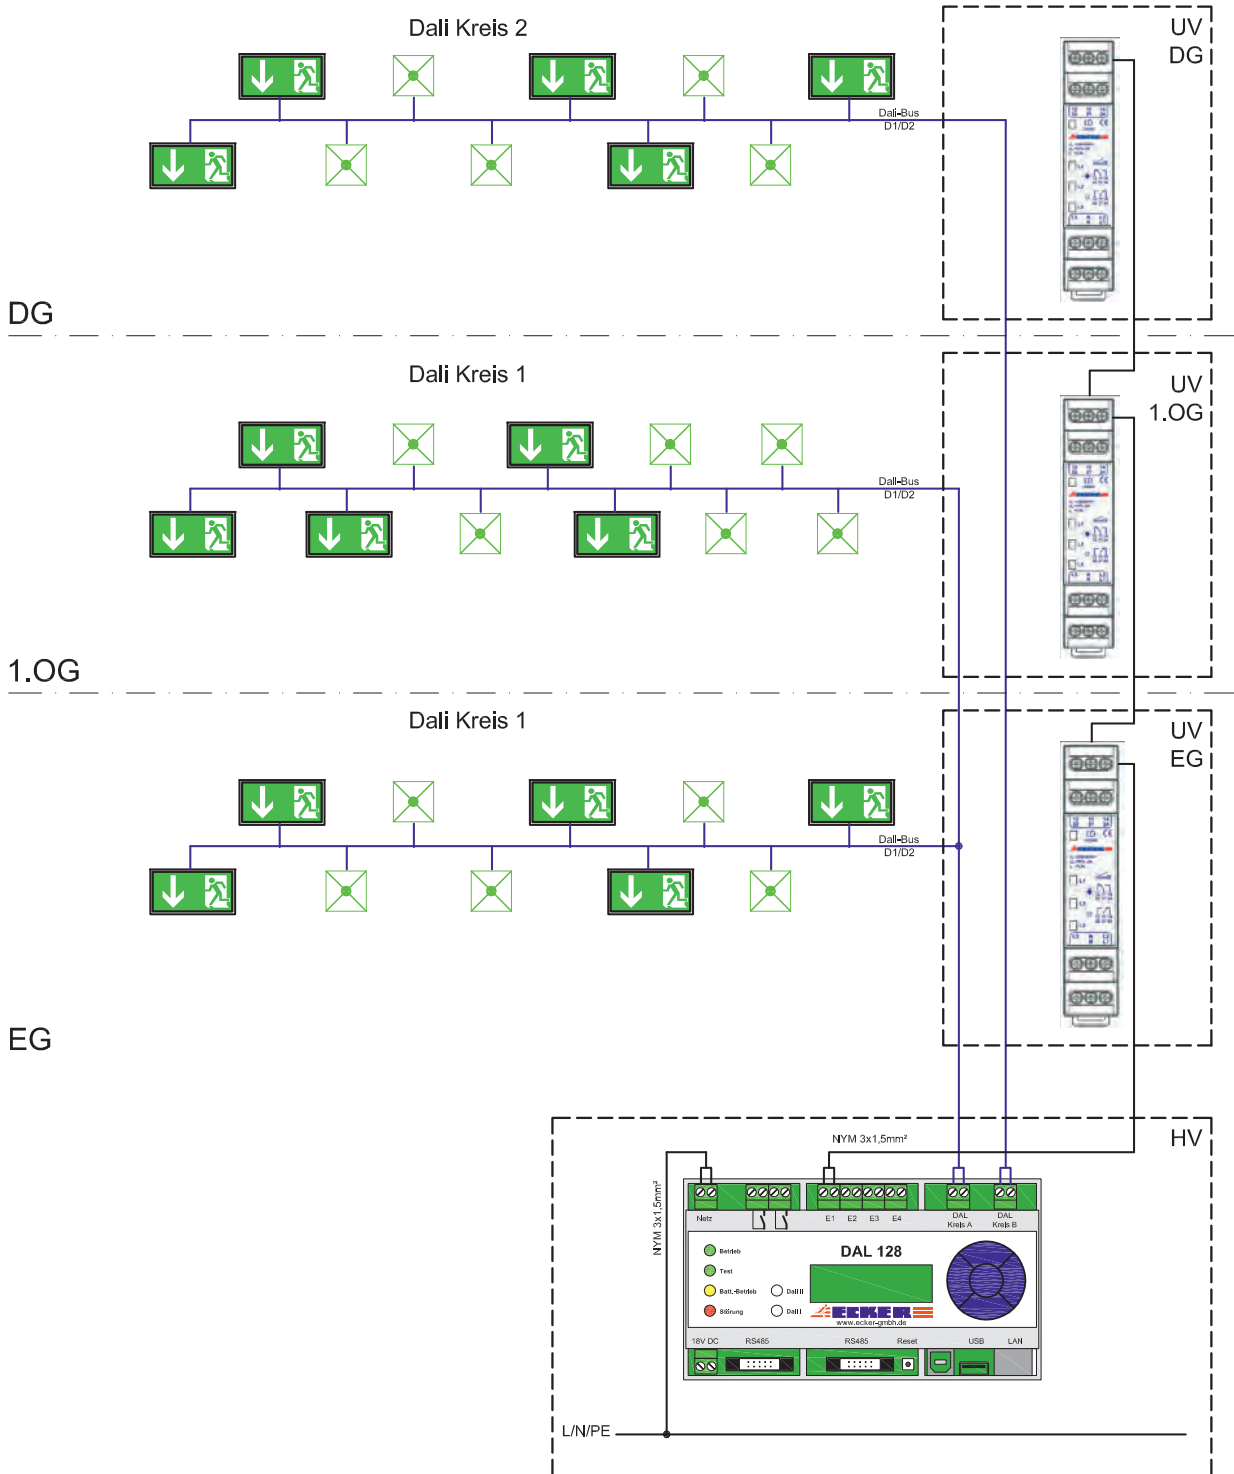 Dali Kreis 2
UV
DG
Dali-Bus
D1/D2
DG
Dali Kreis 1
UV
1.OG
Dali-Bus
D1/D2
1.OG
Dali Kreis 1
UV
EG
Dali-Bus
D1/D2
EG
HV
NYM 3x1,5mm²
NYM 3x1,5mm²
Netz
E1 E2 E3 E4
DAL
Kreis A
DAL
Kreis B
Betrieb
DAL 128
Test
Batt.-Betrieb
Dali II
Störung
Dali I
ECKER
www.ecker-gmbh.de
18V DC RS485 RS485 Reset USB LAN
L/N/PE